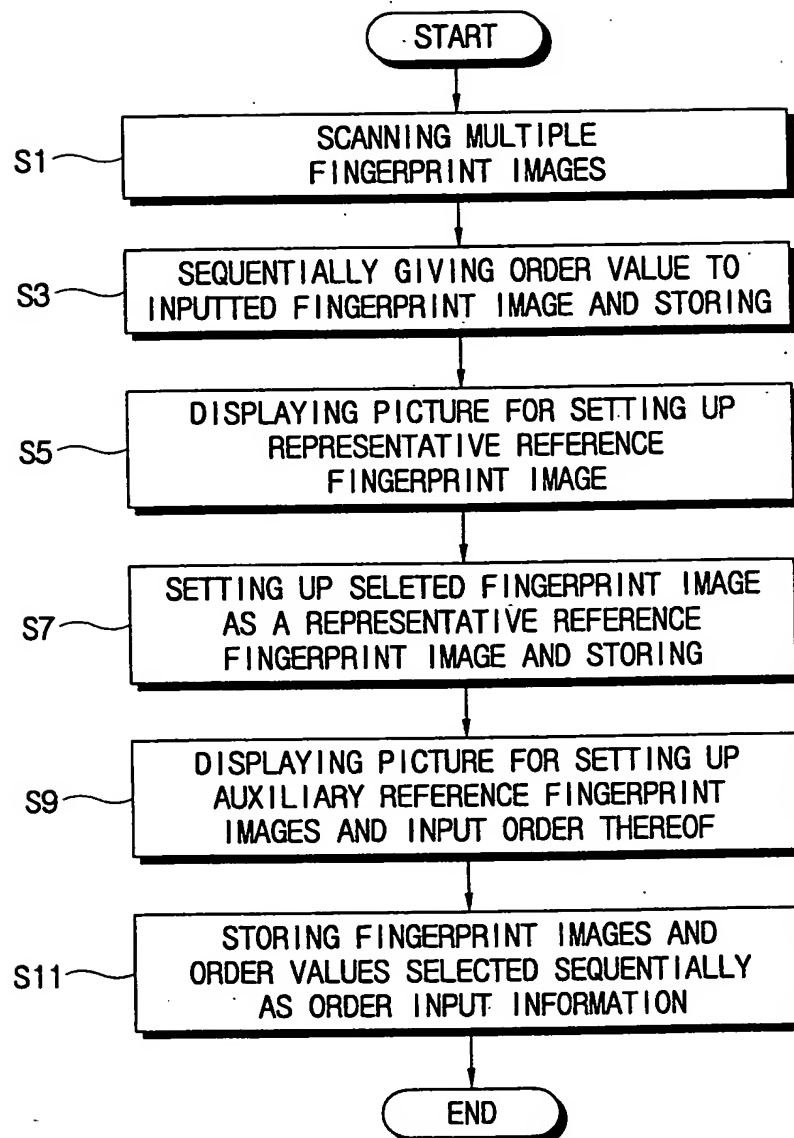 START
S1
SCANNING MULTIPLE
FINGERPRINT IMAGES
S3
SEQUENTIALLY GIVING ORDER VALUE TO
INPUTTED FINGERPRINT IMAGE AND STORING
S5
DISPLAYING PICTURE FOR SETTING UP
REPRESENTATIVE REFERENCE
FINGERPRINT IMAGE
S7
SETTING UP SELETED FINGERPRINT IMAGE
AS A REPRESENTATIVE REFERENCE
FINGERPRINT IMAGE AND STORING
S9
DISPLAYING PICTURE FOR SETTING UP
AUXILIARY REFERENCE FINGERPRINT
IMAGES AND INPUT ORDER THEREOF
S11
STORING FINGERPRINT IMAGES AND
ORDER VALUES SELECTED SEQUENTIALLY
AS ORDER INPUT INFORMATION
END